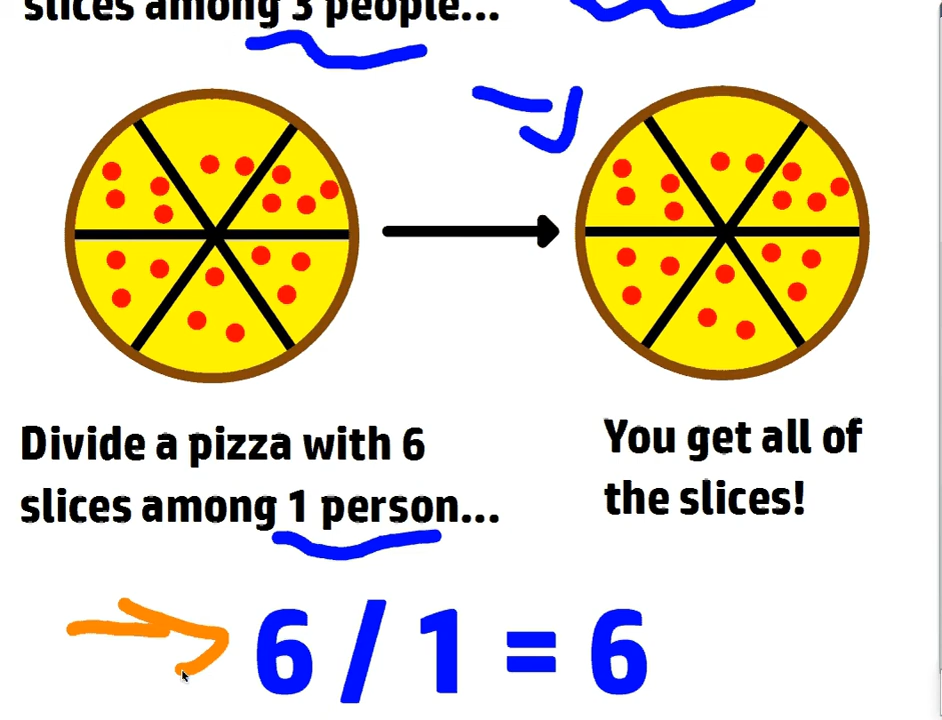 slices among 3 people...
Divide a pizza with 6
slices among 1 person...
You get all of
the slices!
6 / 1 = 6